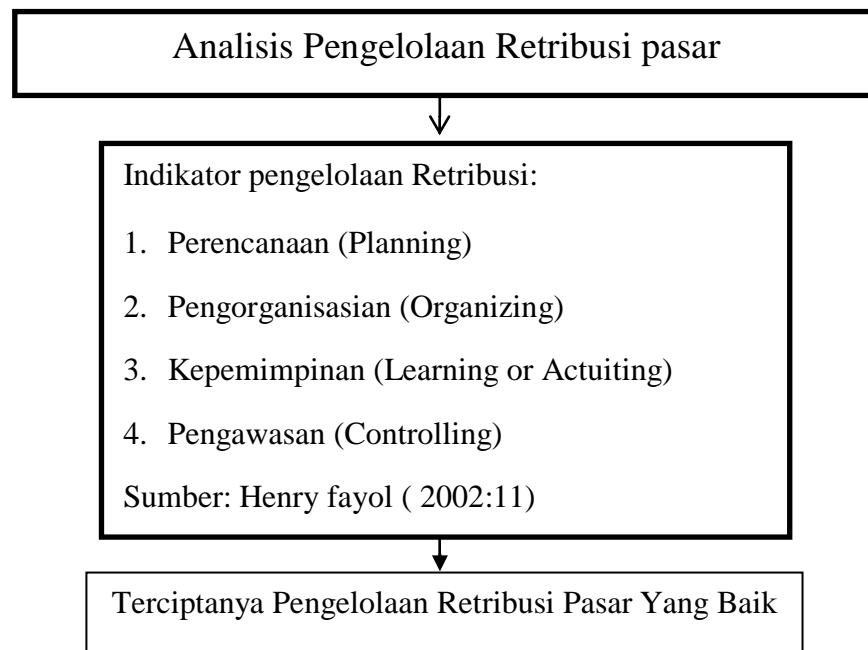 Analisis Pengelolaan Retribusi pasar
Indikator pengelolaan Retribusi:
1. Perencanaan (Planning)
2. Pengorganisasian (Organizing)
3. Kepemimpinan (Learning or Actuiting)
4. Pengawasan (Controlling)
Sumber: Henry fayol ( 2002:11)
Terciptanya Pengelolaan Retribusi Pasar Yang Baik